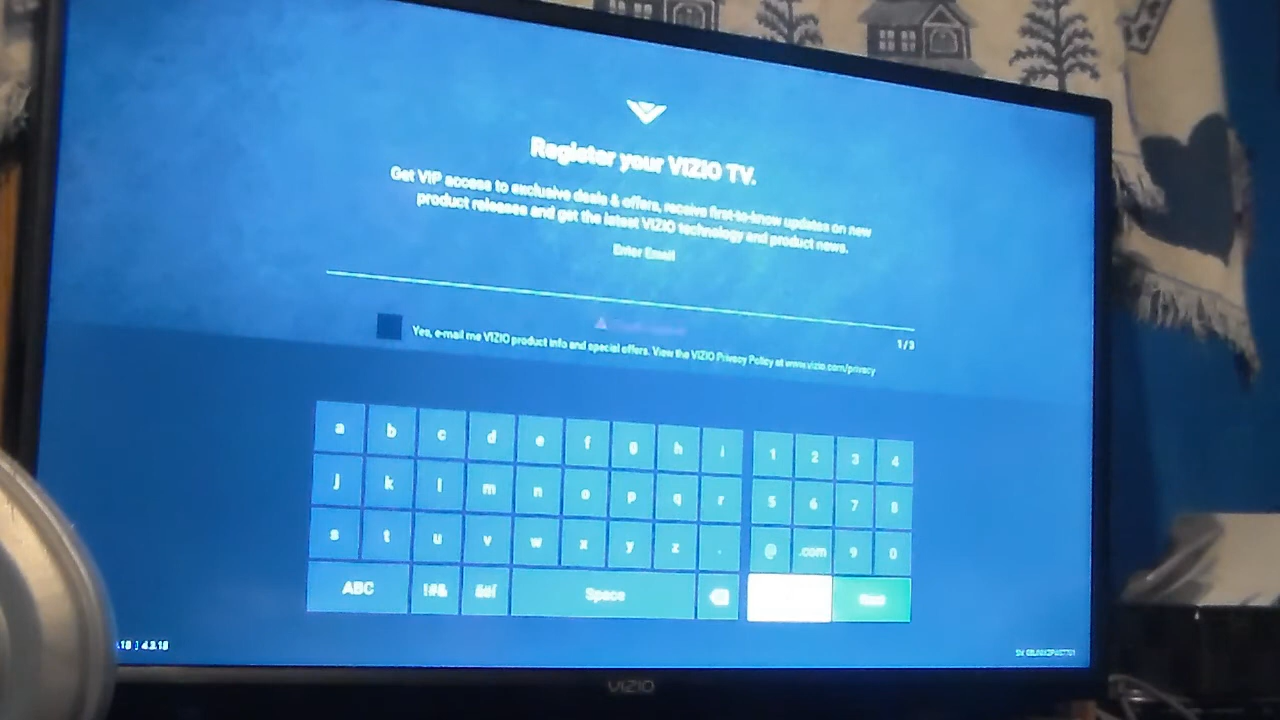 Register your VIZIO TV.
Get VIP access to exclusive deals & offers, receive first-to-know updates on new
product releases and get the latest VIZIO technology and product news.
Enter Email
1/3
Yes, e-mail me VIZIO product info and special offers. View the VIZIO Privacy Policy at www.vizio.com/privacy
a b c d e f g h i 1 2 3 4
j k l m n o p q r 5 6 7 8
s t u v w x y z . @ .com 9 0
ABC !#& Space
4.3.18
VIZIO